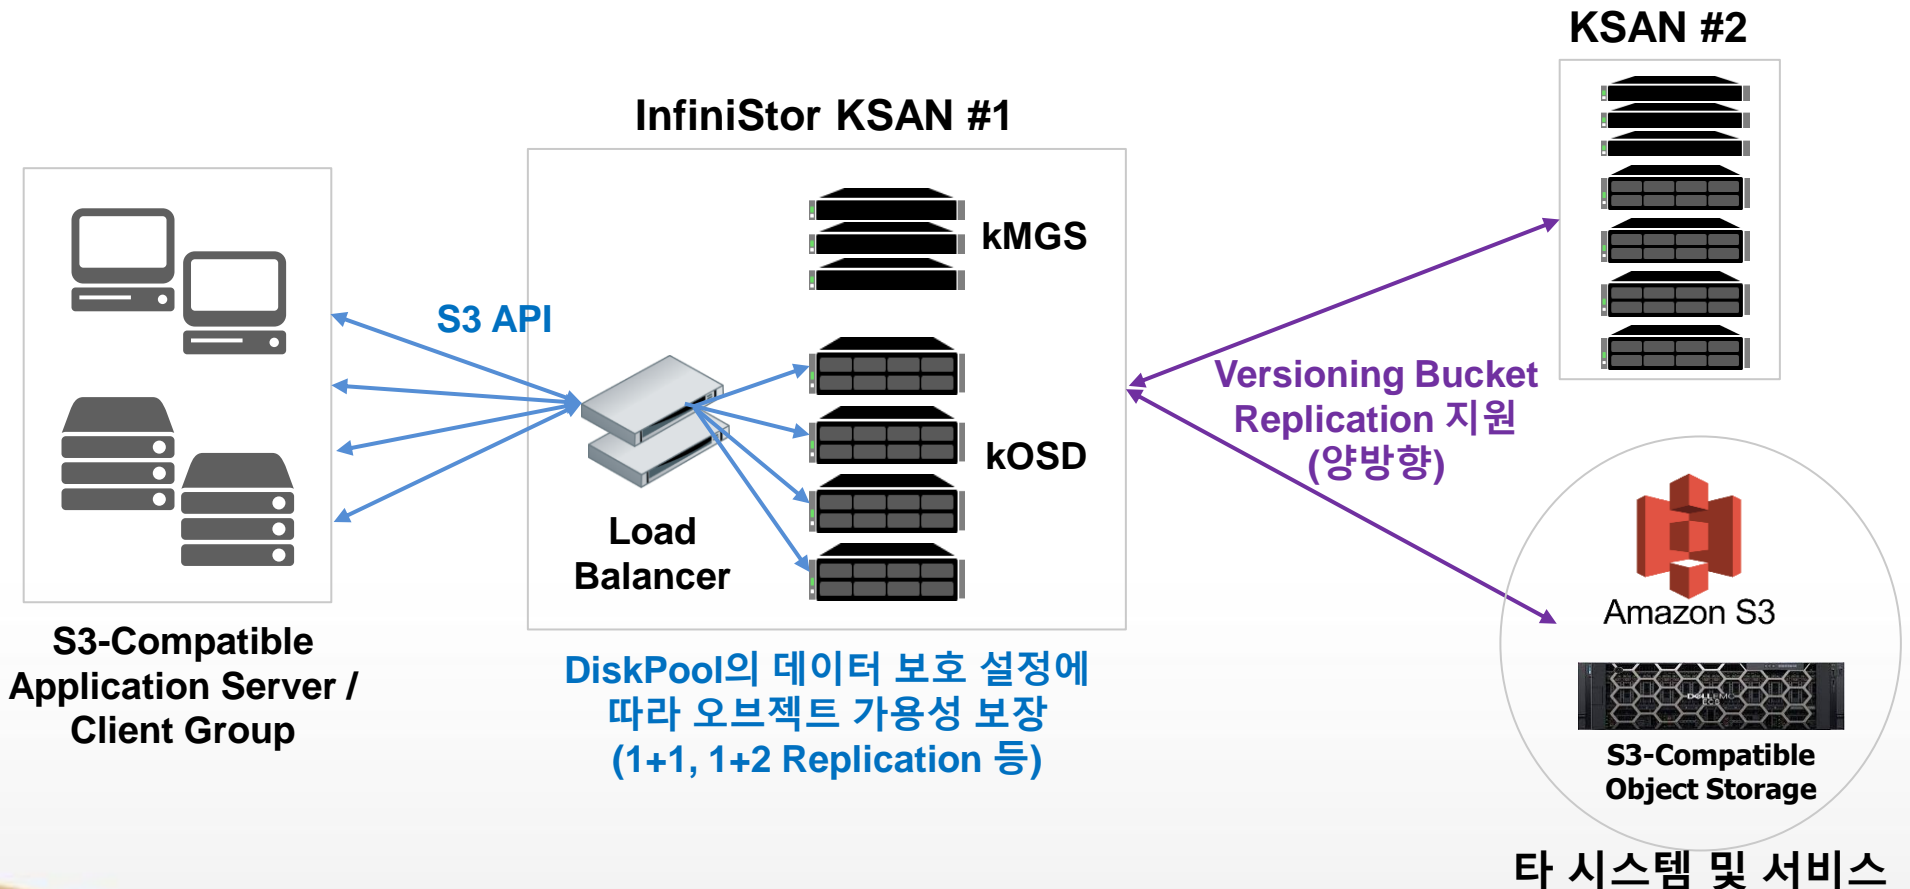 KSAN #2
InfiniStor KSAN #1
kMGS
S3 API
kOSD
Load
Balancer
Versioning Bucket
Replication 지원
(양방향)
S3-Compatible
Application Server /
Client Group
DiskPool의 데이터 보호 설정에
따라 오브젝트 가용성 보장
(1+1, 1+2 Replication 등)
Amazon S3
DELLEMC
S3-Compatible
Object Storage
타 시스템 및 서비스